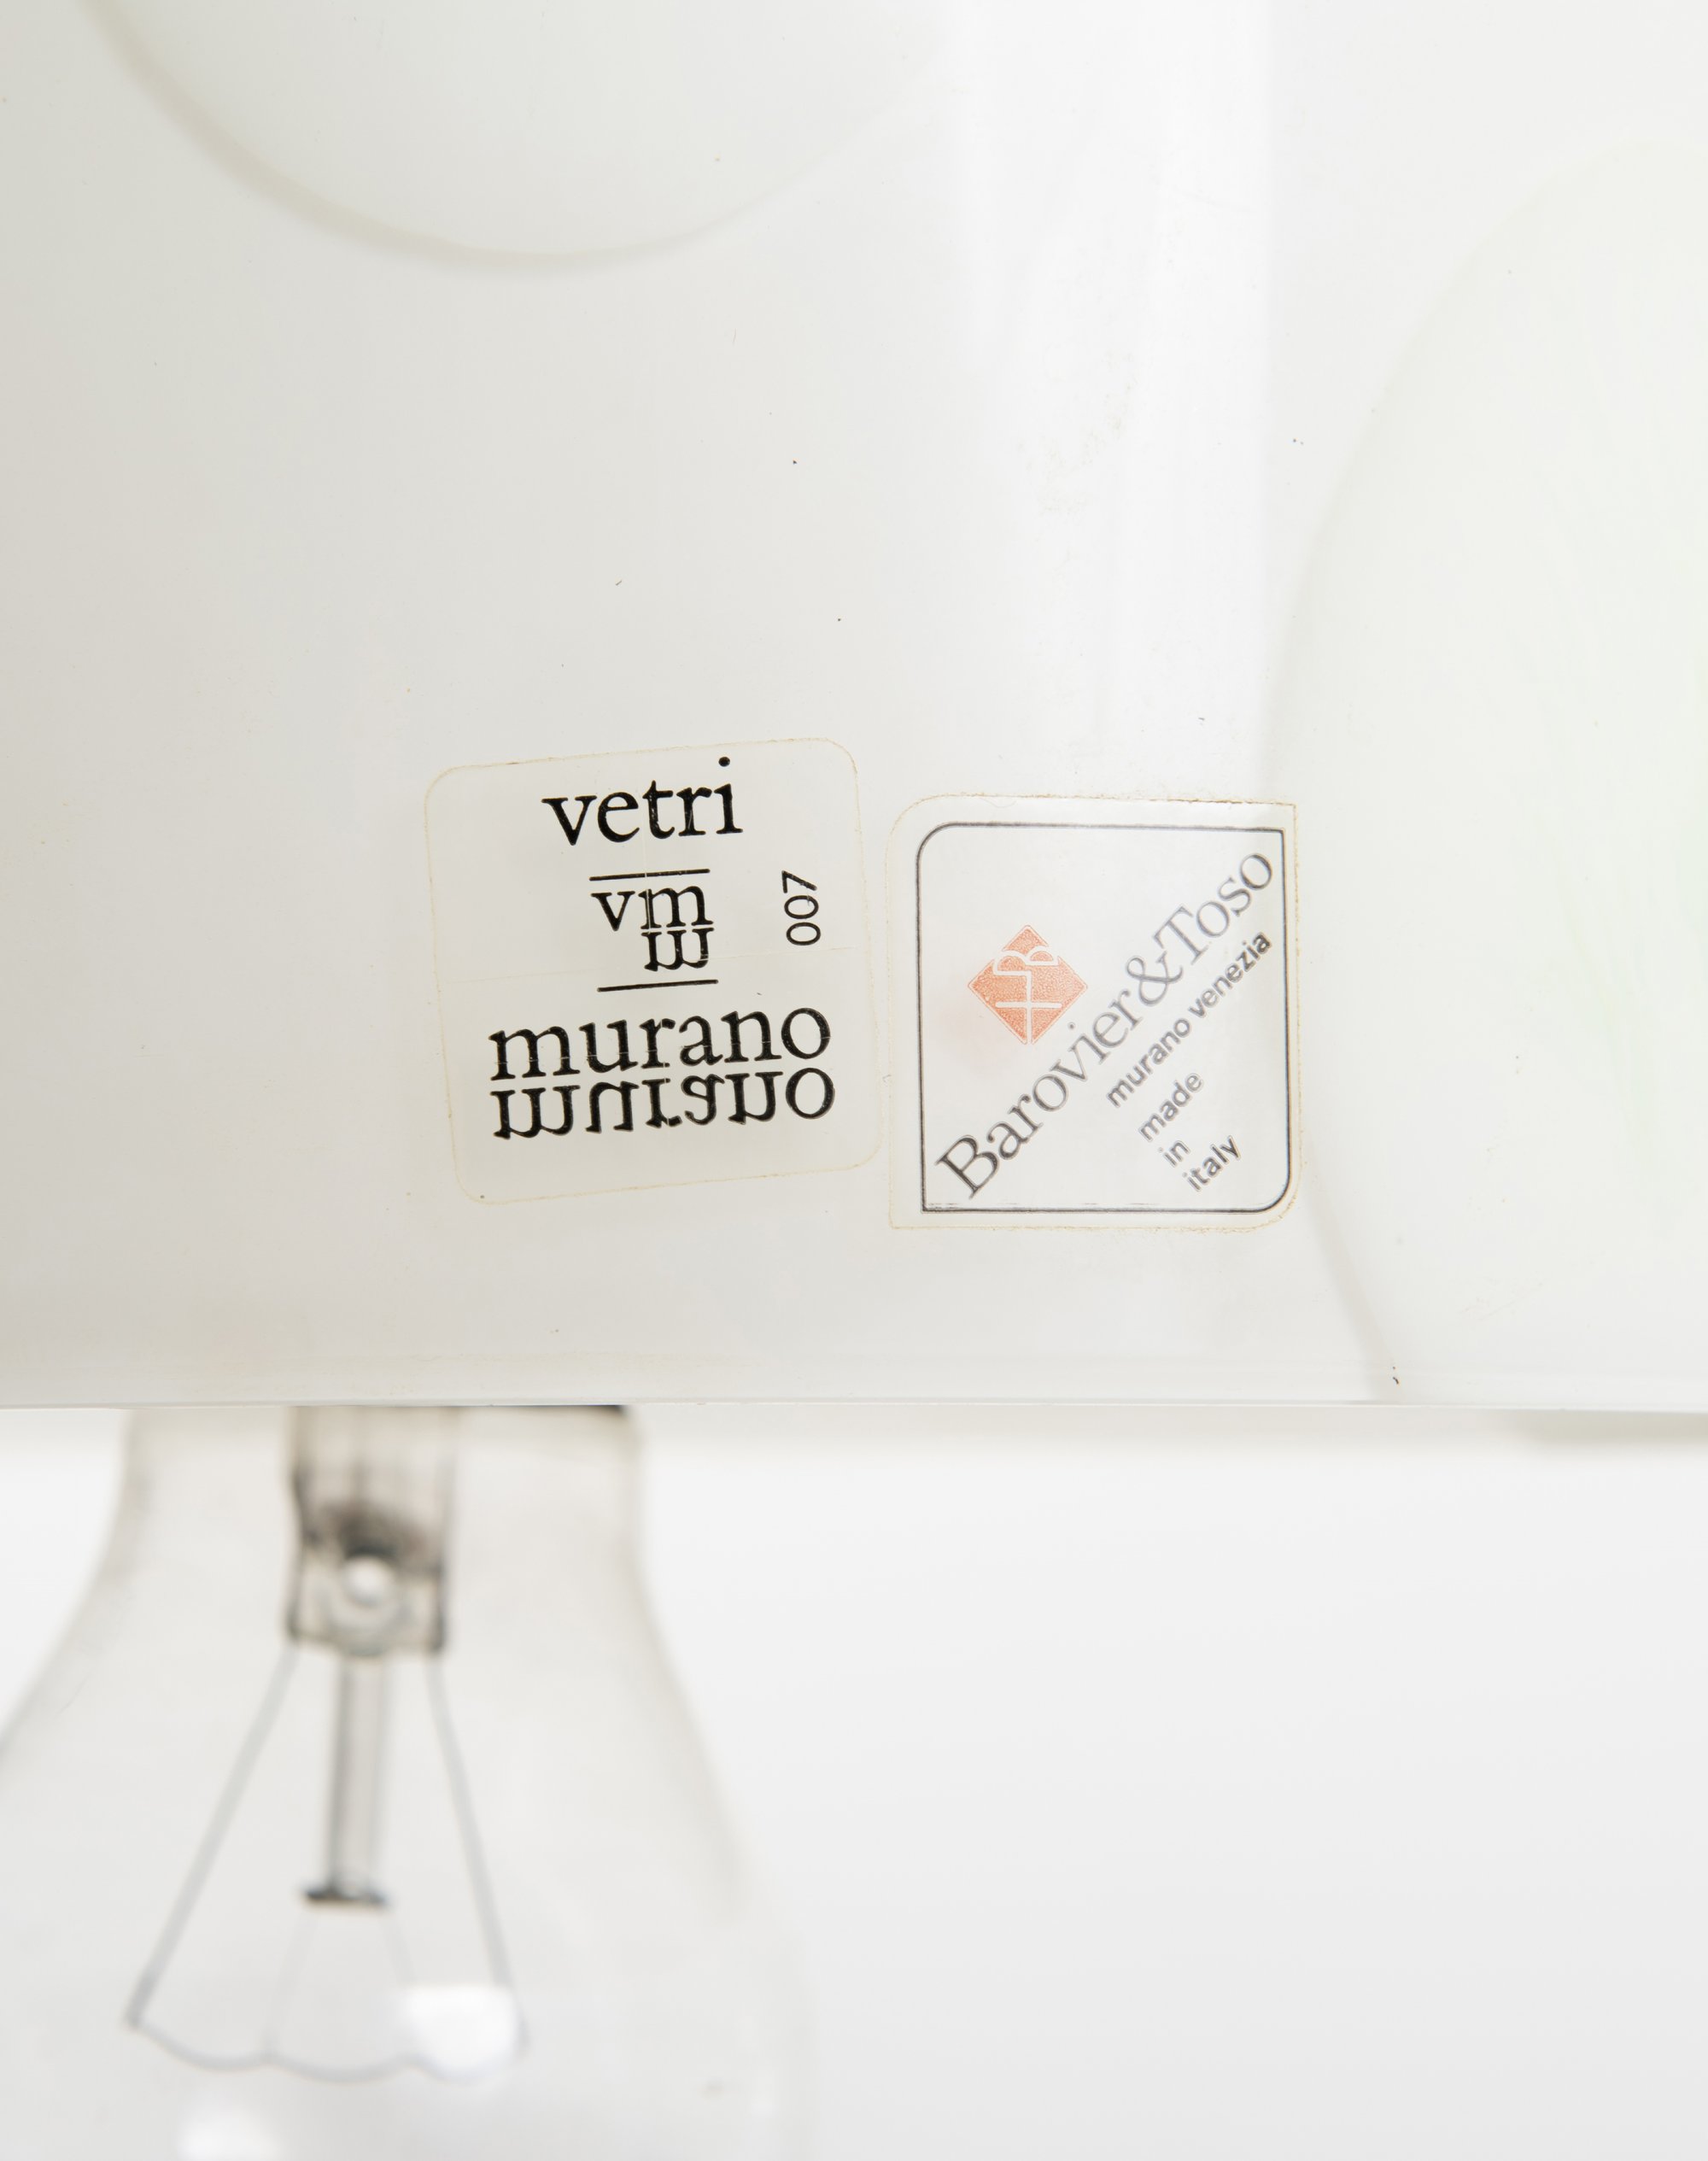 vetri
vm
m
007
murano
murano
Barovier&Toso
murano venezia
made
in
italy